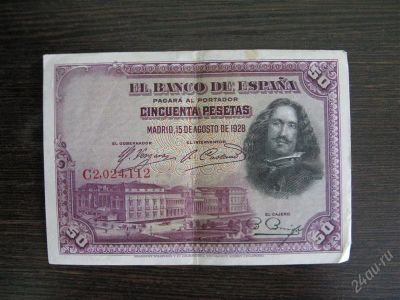 EL BANCO DE ESPAÑA
PAGARÁ AL PORTADOR
CINCUENTA PESETAS
MADRID, 15 DE AGOSTO DE 1928
EL GOBERNADOR EL INTERVENTOR
C2,024,112
EL CAJERO
50
50
50
24au.ru